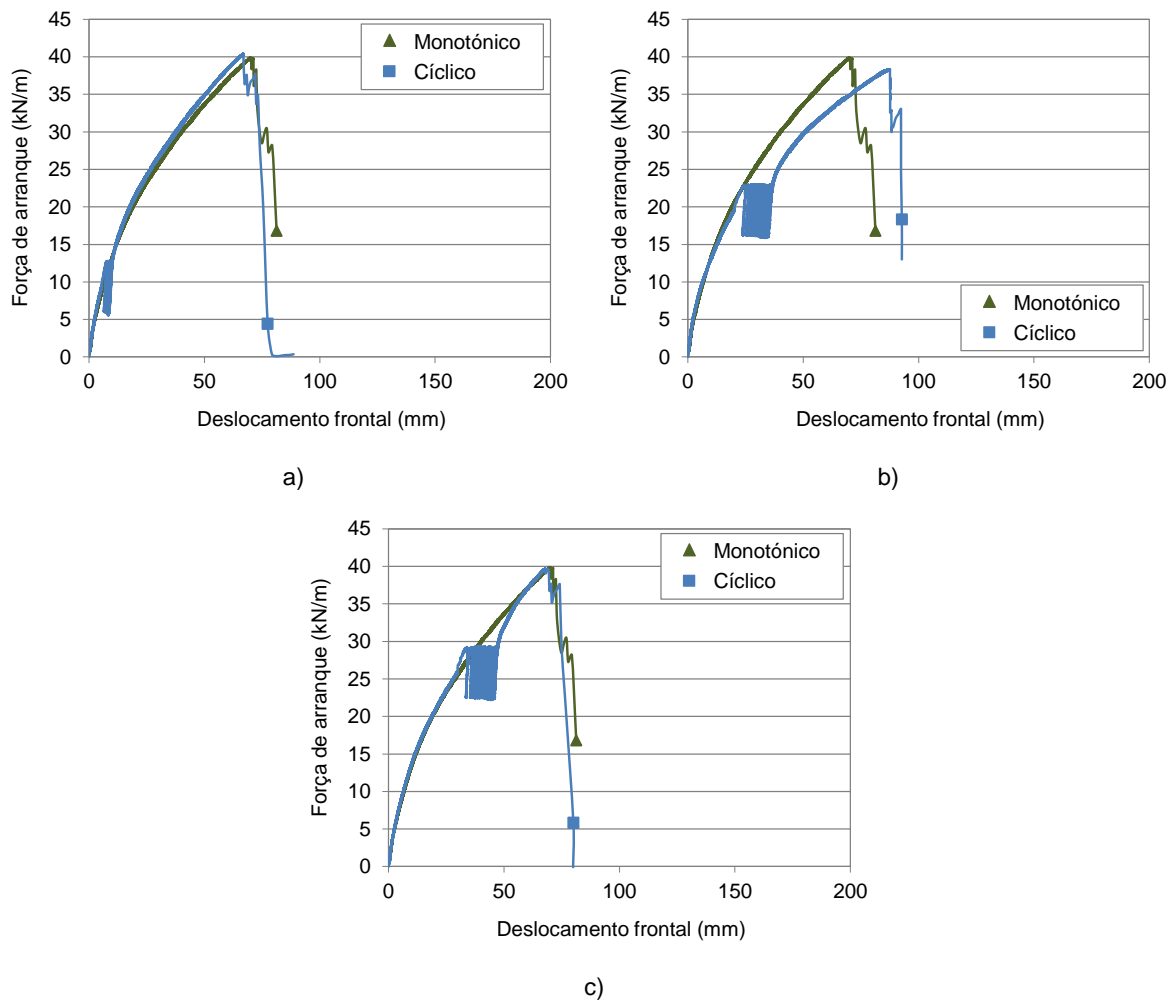 45
40
35
30
25
20
15
10
5
0
Força de arranque (kN/m)
Monotónico
Cíclico
0 50 100 150 200
Deslocamento frontal (mm)
a)
45
40
35
30
25
20
15
10
5
0
Força de arranque (kN/m)
Monotónico
Cíclico
0 50 100 150 200
Deslocamento frontal (mm)
b)
45
40
35
30
25
20
15
10
5
0
Força de arranque (kN/m)
Monotónico
Cíclico
0 50 100 150 200
Deslocamento frontal (mm)
c)